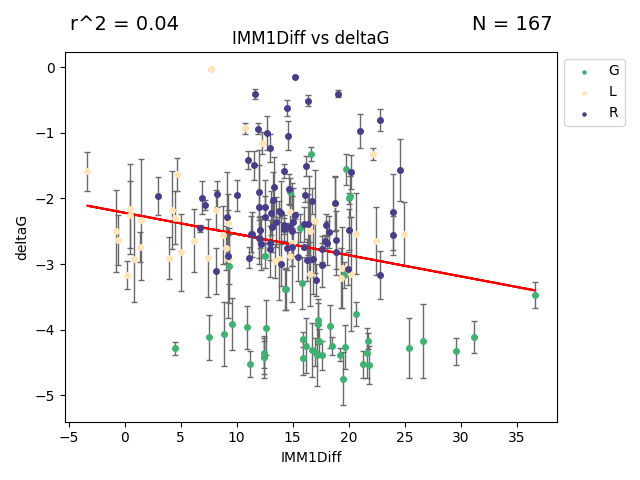 r^2 = 0.04
N = 167
IMM1Diff vs deltaG
G
L
R
deltaG
0
−1
−2
−3
−4
−5
−5
0
5
10
15
20
25
30
35
IMM1Diff